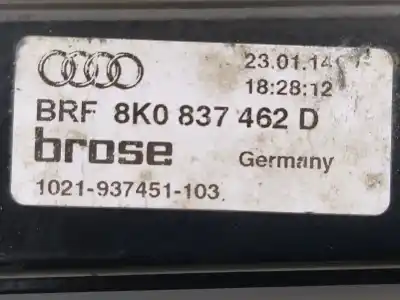 23.01.14
18:28:12
BRF 8K0 837 462 D
brose Germany
1021-937451-103